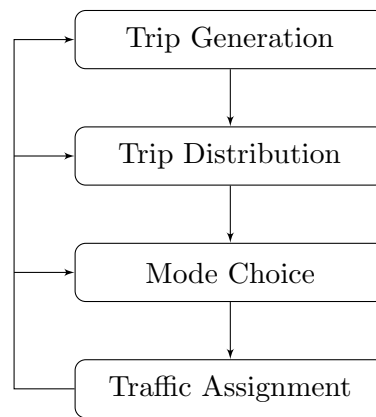 Trip Generation
Trip Distribution
Mode Choice
Traffic Assignment